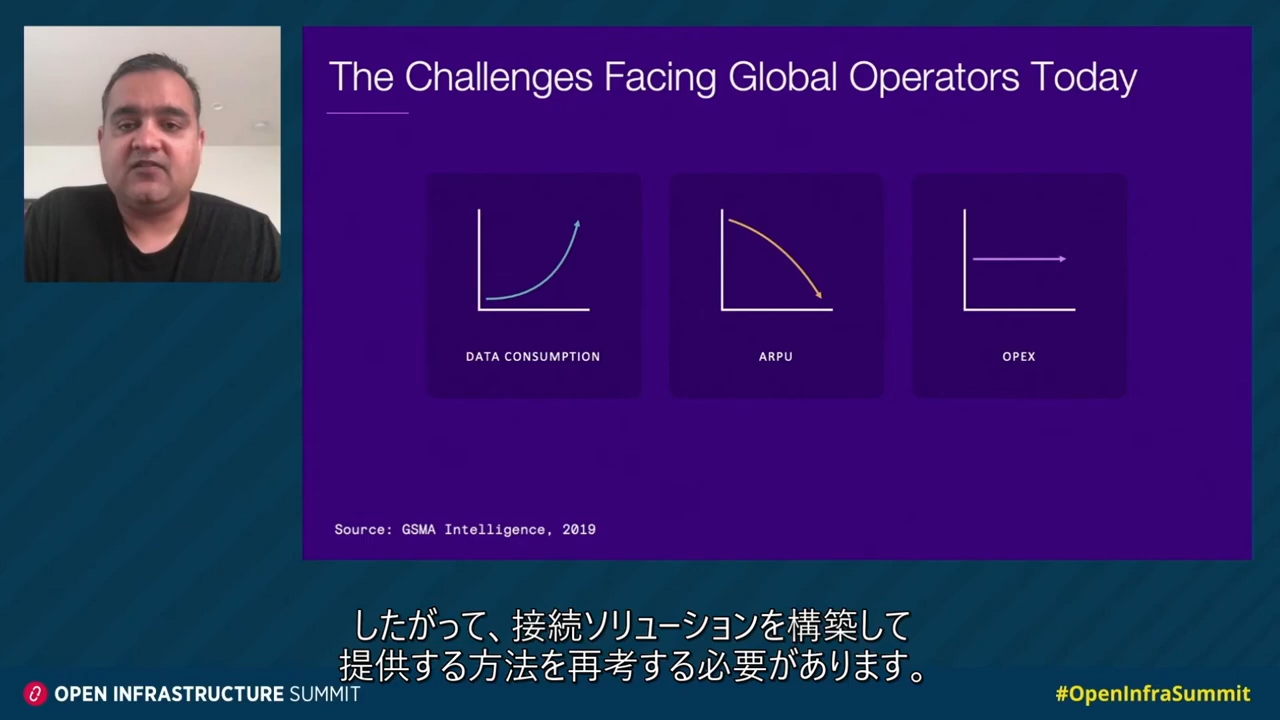 The Challenges Facing Global Operators Today
DATA CONSUMPTION
ARPU
OPEX
Source: GSMA Intelligence, 2019
したがって、接続ソリューションを構築して
提供する方法を再考する必要があります。
OPEN INFRASTRUCTURE SUMMIT
#OpenInfraSummit